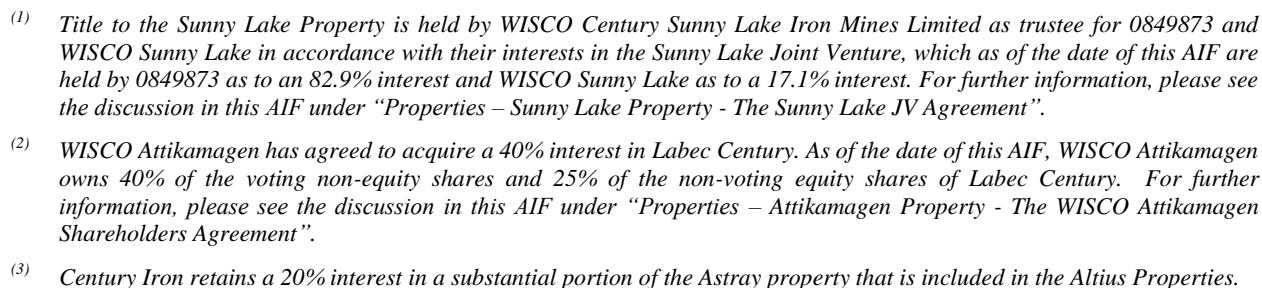 (1) Title to the Sunny Lake Property is held by WISCO Century Sunny Lake Iron Mines Limited as trustee for 0849873 and
WISCO Sunny Lake in accordance with their interests in the Sunny Lake Joint Venture, which as of the date of this AIF are
held by 0849873 as to an 82.9% interest and WISCO Sunny Lake as to a 17.1% interest. For further information, please see
the discussion in this AIF under “Properties – Sunny Lake Property - The Sunny Lake JV Agreement”.
(2) WISCO Attikamagen has agreed to acquire a 40% interest in Labec Century. As of the date of this AIF, WISCO Attikamagen
owns 40% of the voting non-equity shares and 25% of the non-voting equity shares of Labec Century. For further
information, please see the discussion in this AIF under “Properties – Attikamagen Property - The WISCO Attikamagen
Shareholders Agreement”.
(3) Century Iron retains a 20% interest in a substantial portion of the Astray property that is included in the Altius Properties.